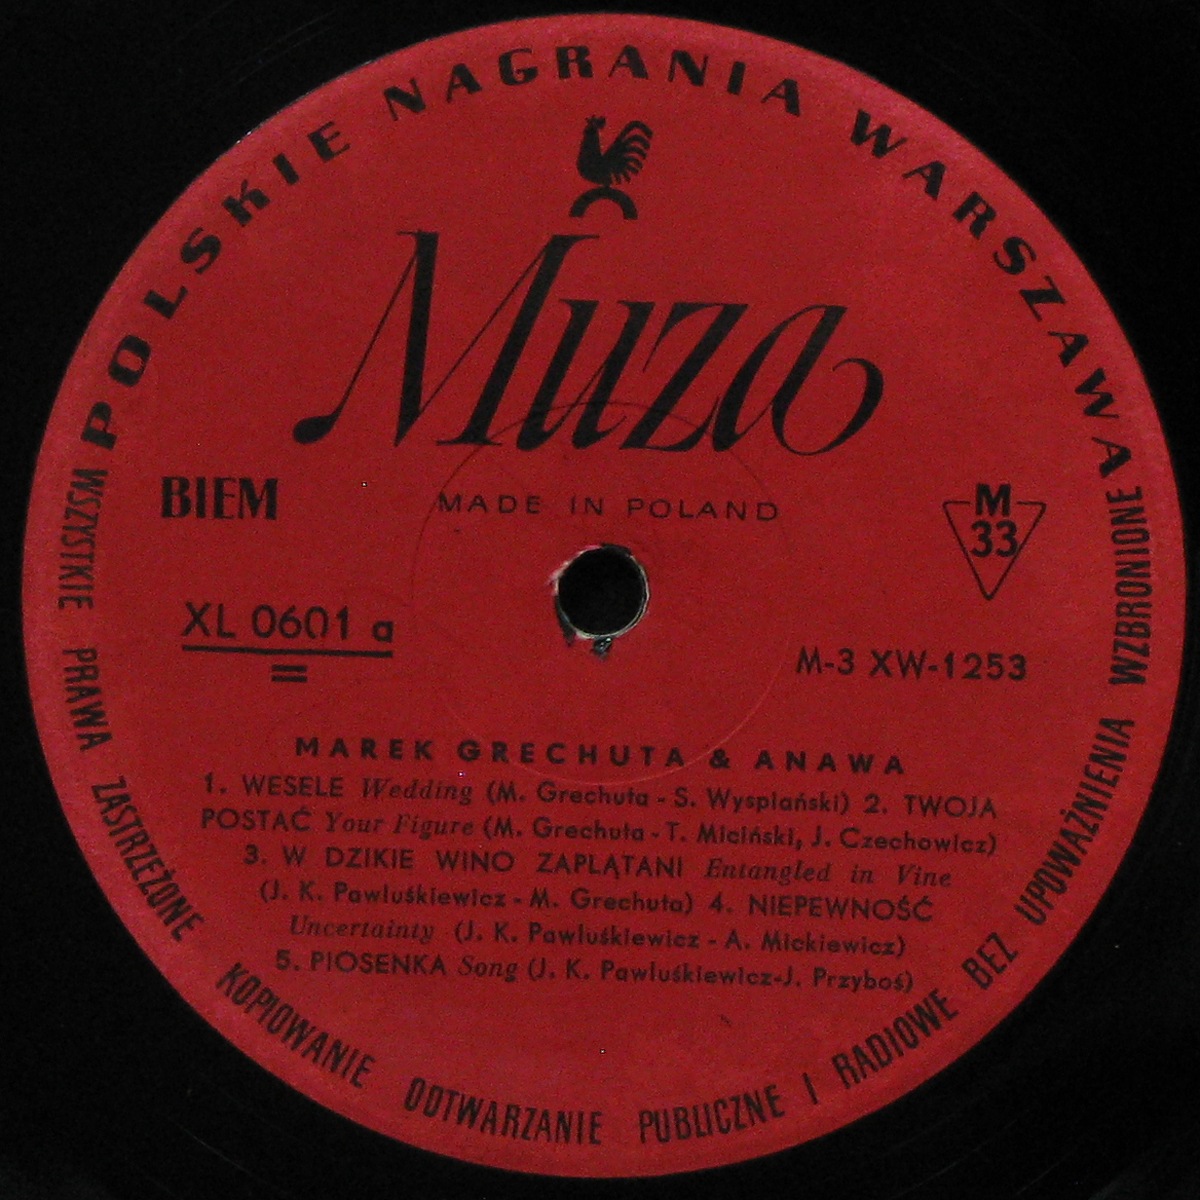 POLSKIE NAGRANIA WARSZAWA
Muza
BIEM
MADE IN POLAND
M
33
XL 0601 a
M-3 XW-1253
MAREK GRECHUTA & ANAWA
1. WESELE Wedding (M. Grechuta - S. Wyspiański) 2. TWOJA
POSTAĆ Your Figure (M. Grechuta - T. Miciński, J. Czechowicz)
3. W DZIKIE WINO ZAPLĄTANI Entangled in Vine
(J. K. Pawluśkiewicz - M. Grechuta) 4. NIEPEWNOŚĆ
Uncertainty (J. K. Pawluśkiewicz - A. Mickiewicz)
5. PIOSENKA Song (J. K. Pawluśkiewicz-J. Przyboś)
WSZYSTKIE PRAWA ZASTRZEŻONE KOPIOWANIE ODTWARZANIE PUBLICZNE I RADIOWE BEZ UPOWAŻNIENIA WZBRONIONE